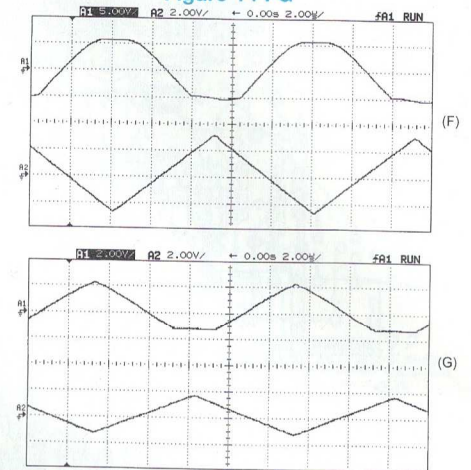 A1 5.00V/ A2 2.00V/ ← 0.00s 2.00㎳/ ƒA1 RUN
A1
(F)
A2
A1 2.00V/ A2 2.00V/ ← 0.00s 2.00㎳/ ƒA1 RUN
A1
(G)
A2